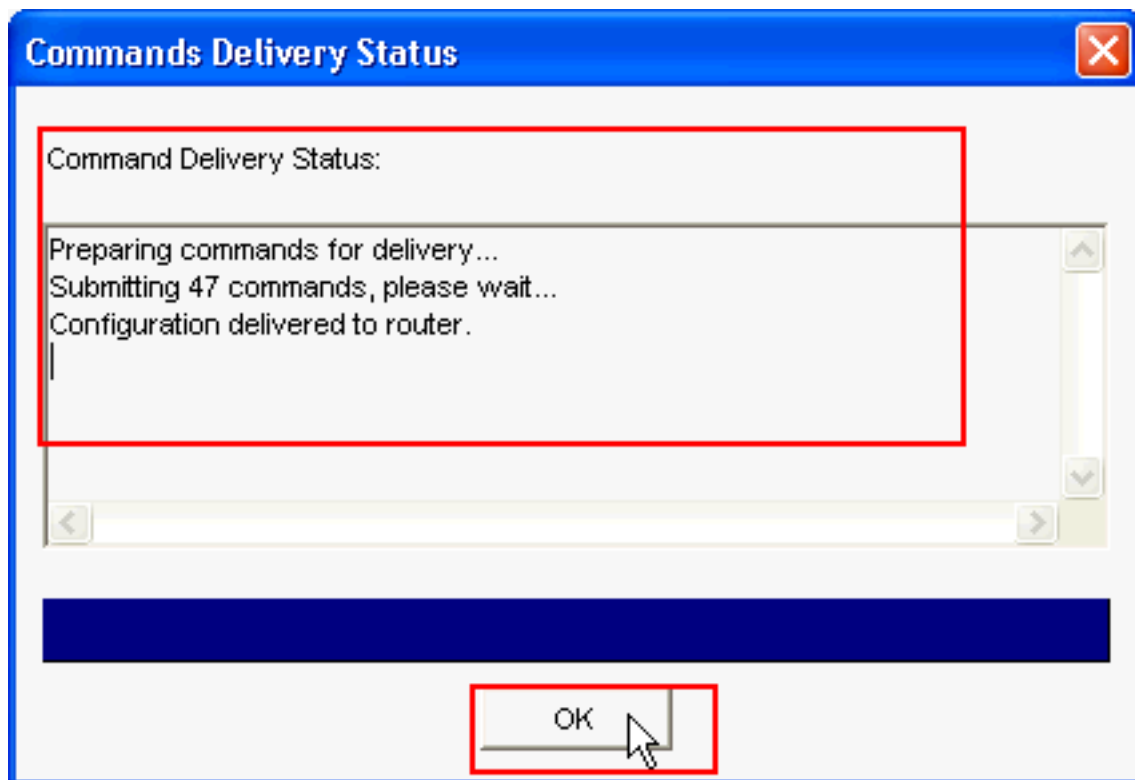 Commands Delivery Status
Command Delivery Status:
Preparing commands for delivery...
Submitting 47 commands, please wait...
Configuration delivered to router.
OK